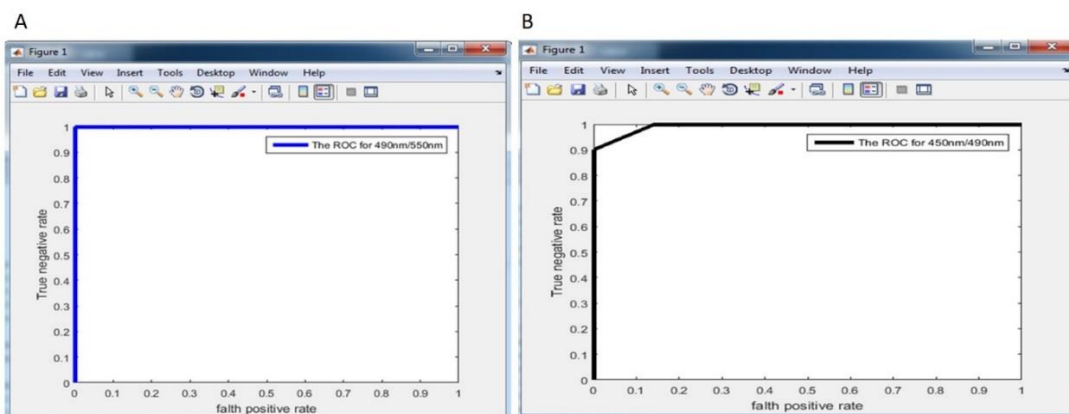 A
Figure 1
File Edit View Insert Tools Desktop Window Help
1
0.9
0.8
0.7
0.6
0.5
0.4
0.3
0.2
0.1
0
True negative rate
The ROC for 490nm/550nm
0 0.1 0.2 0.3 0.4 0.5 0.6 0.7 0.8 0.9 1
falth positive rate
B
Figure 1
File Edit View Insert Tools Desktop Window Help
1
0.9
0.8
0.7
0.6
0.5
0.4
0.3
0.2
0.1
0
True negative rate
The ROC for 450nm/490nm
0 0.1 0.2 0.3 0.4 0.5 0.6 0.7 0.8 0.9 1
falth positive rate